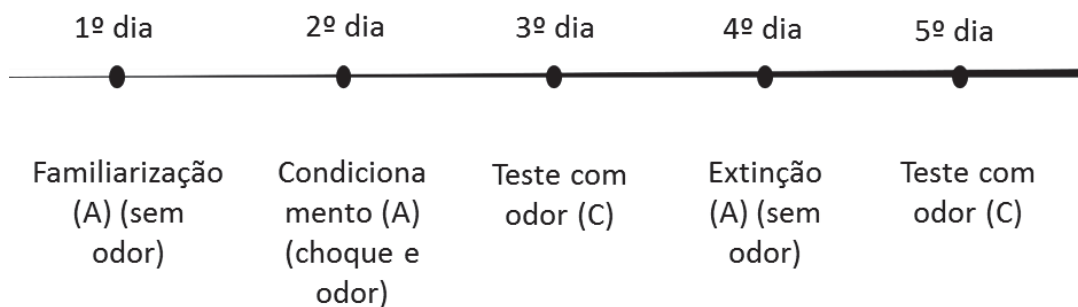 1º dia
2º dia
3º dia
4º dia
5º dia
Familiarização
(A) (sem
odor)
Condiciona
mento (A)
(choque e
odor)
Teste com
odor (C)
Extinção
(A) (sem
odor)
Teste com
odor (C)